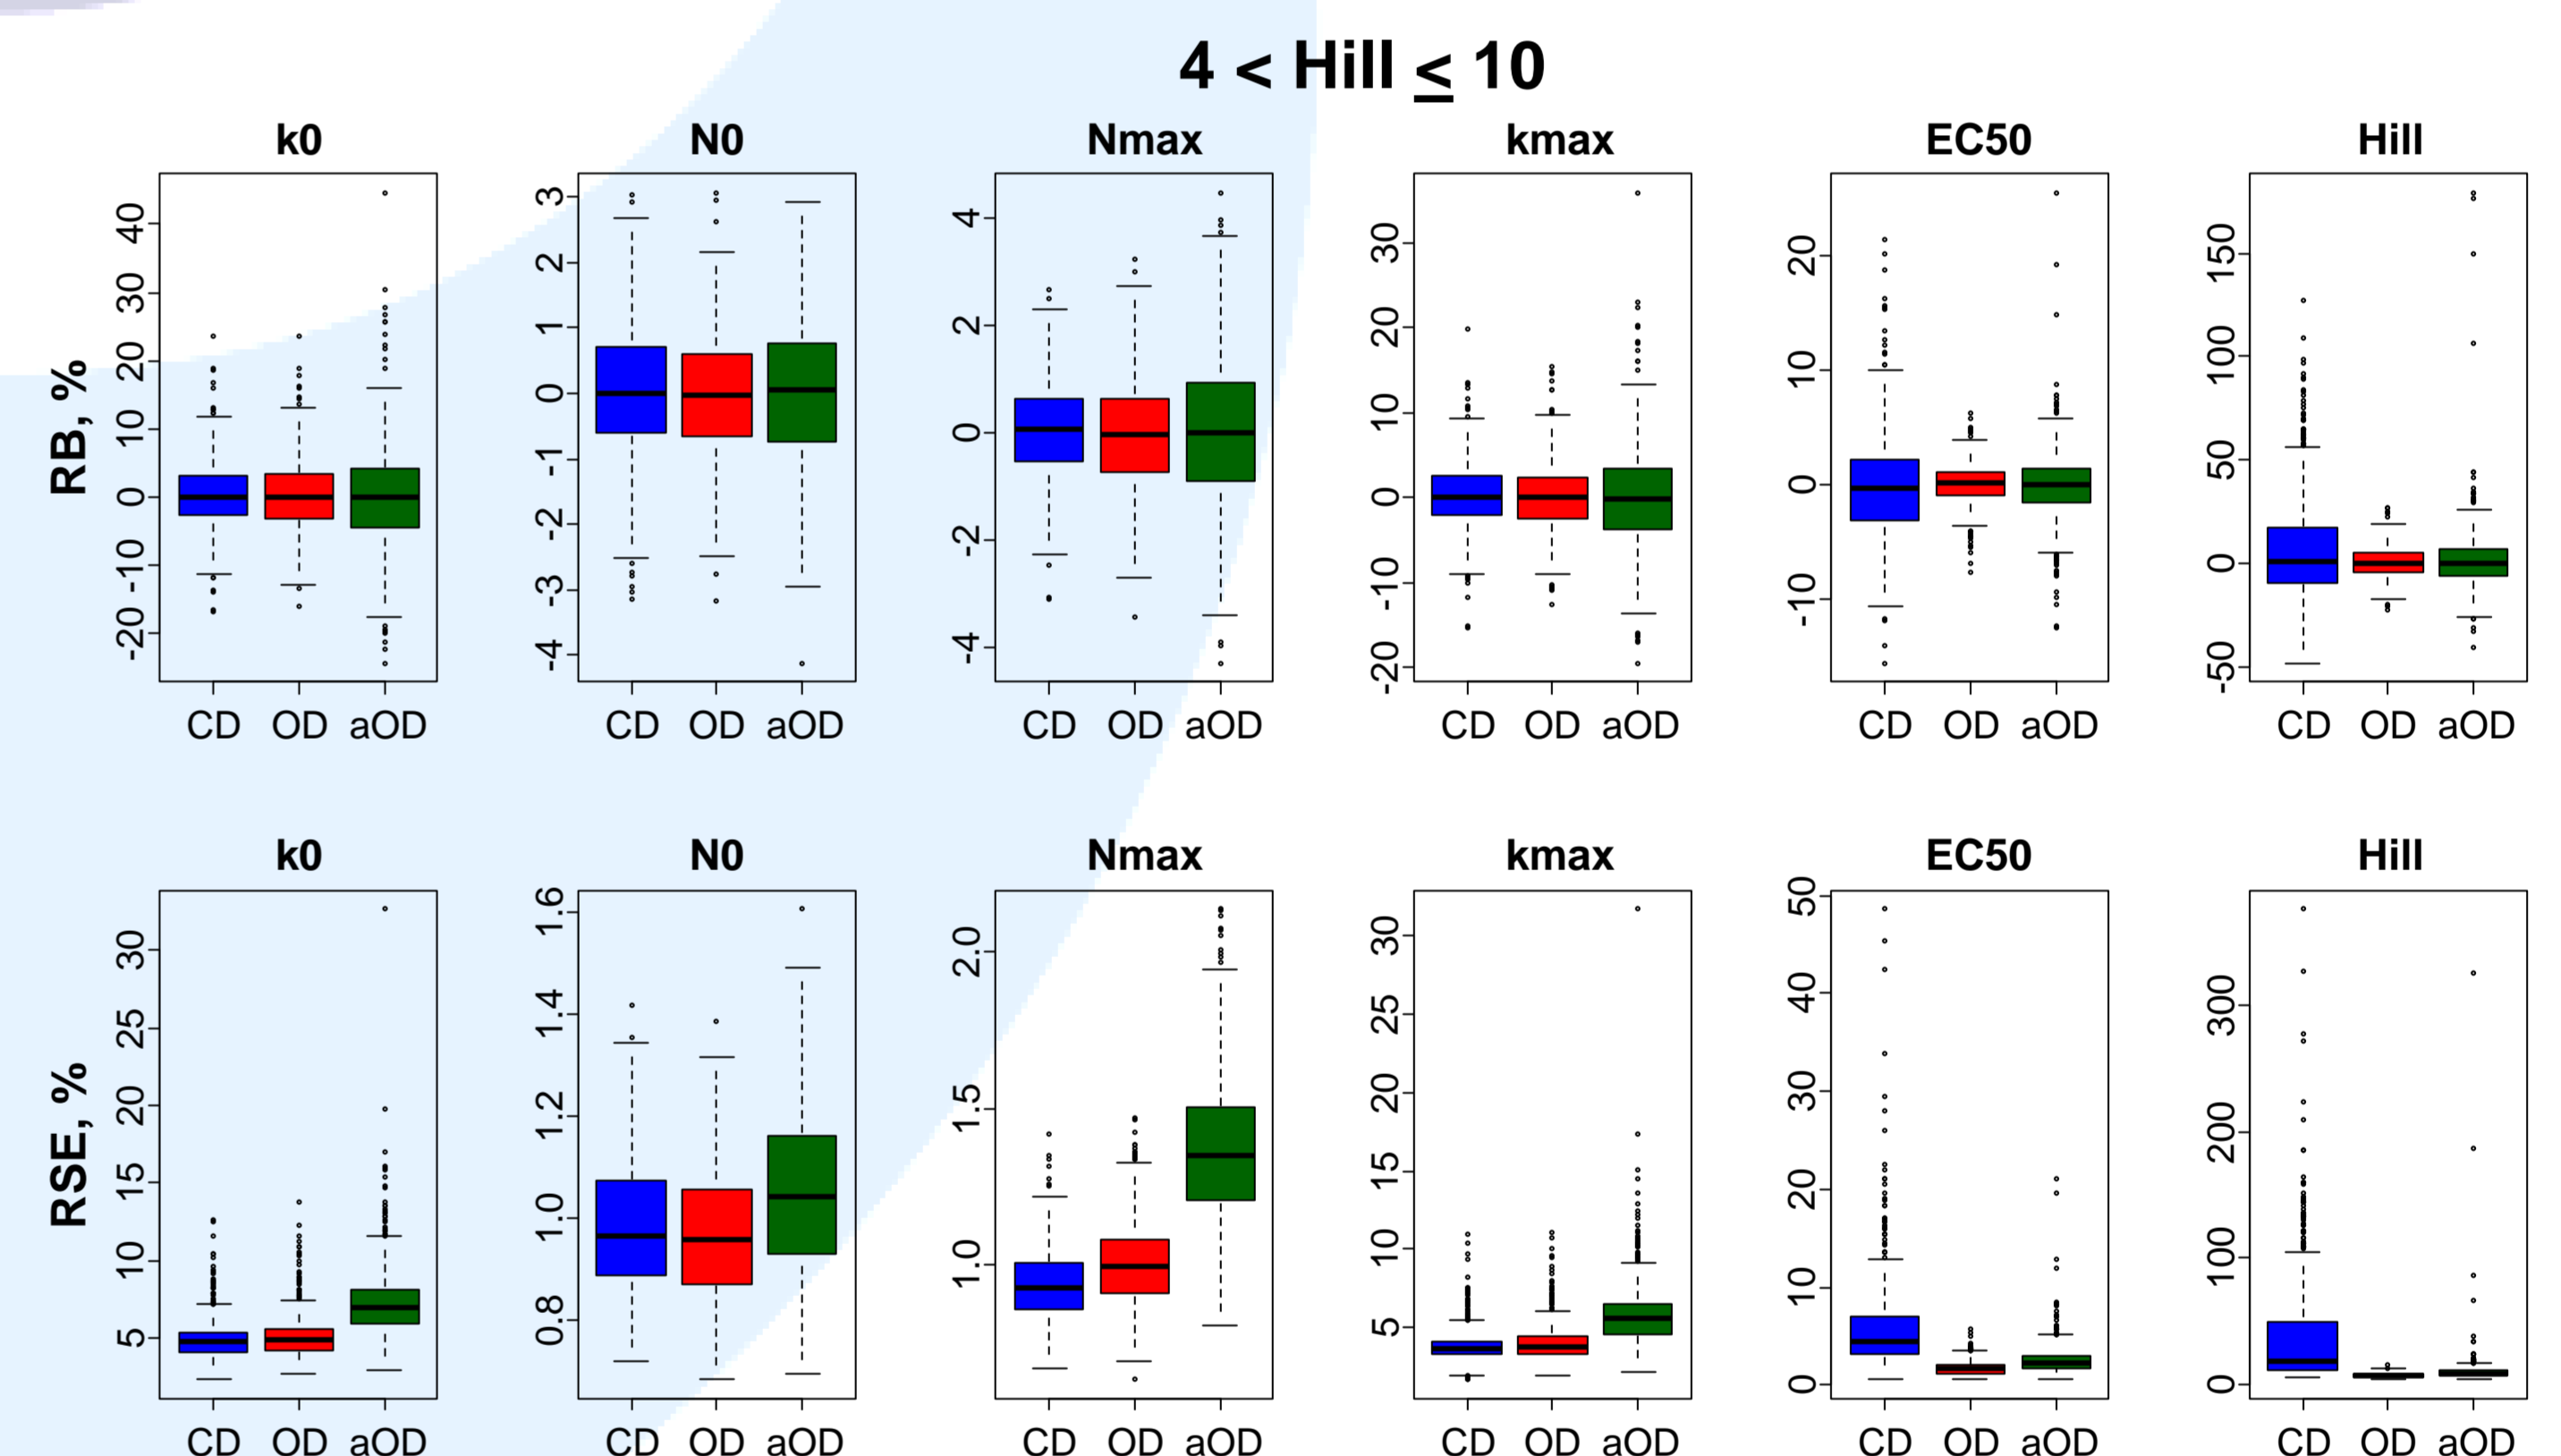 4 < Hill ≤ 10
k0 N0 Nmax kmax EC50 Hill
RB, %
40 30 20 10 0 -10 -20
3 2 1 0 -1 -2 -3 -4
4 2 0 -2 -4
30 20 10 0 -10 -20
20 10 0 -10
150 100 50 0 -50
CD OD aOD CD OD aOD CD OD aOD CD OD aOD CD OD aOD CD OD aOD
k0 N0 Nmax kmax EC50 Hill
RSE, %
30 25 20 15 10 5
1.6 1.4 1.2 1.0 0.8
2.0 1.5 1.0
30 25 20 15 10 5
50 40 30 20 10 0
300 200 100 0
CD OD aOD CD OD aOD CD OD aOD CD OD aOD CD OD aOD CD OD aOD